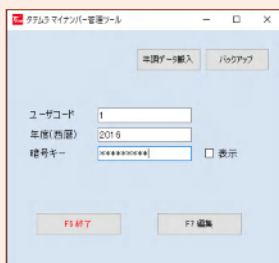 タテムラ マイナンバー管理ツール
年調データ搬入 バックアップ
ユーザコード 1
年度(西暦) 2016
暗号キー ********* 表示
F5 終了 F7 編集